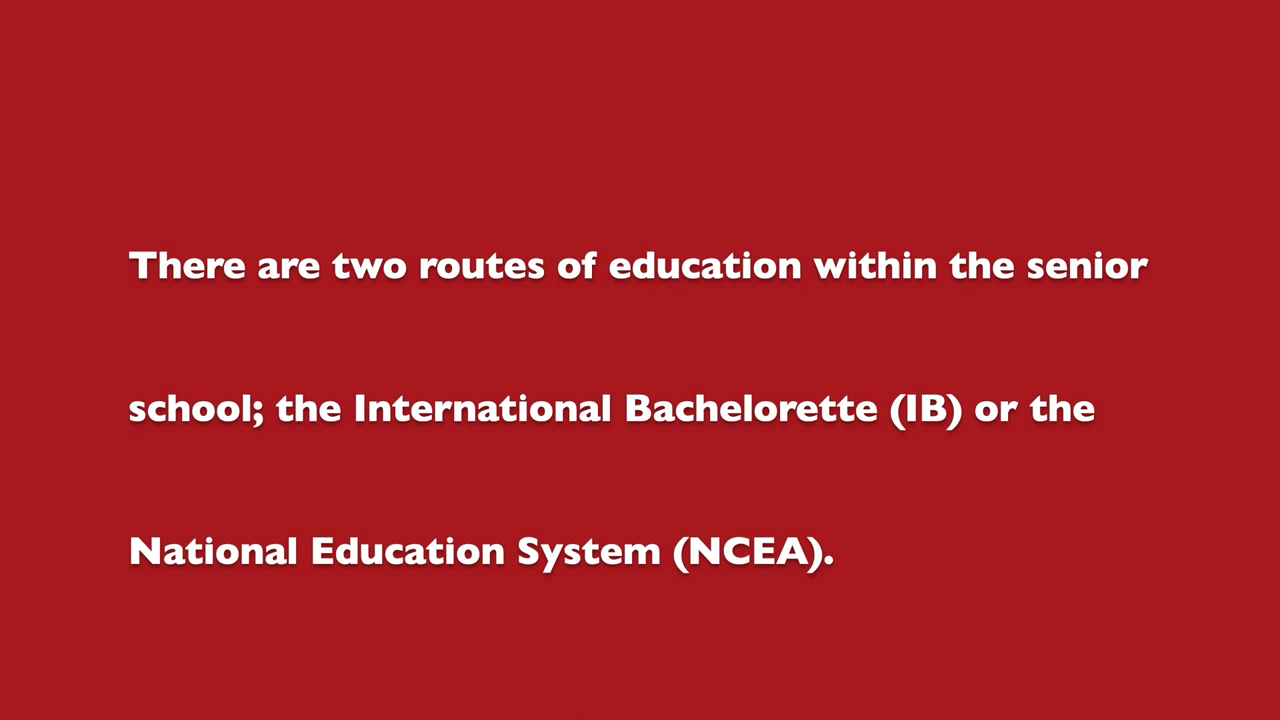 There are two routes of education within the senior
school; the International Bachelorette (IB) or the
National Education System (NCEA).